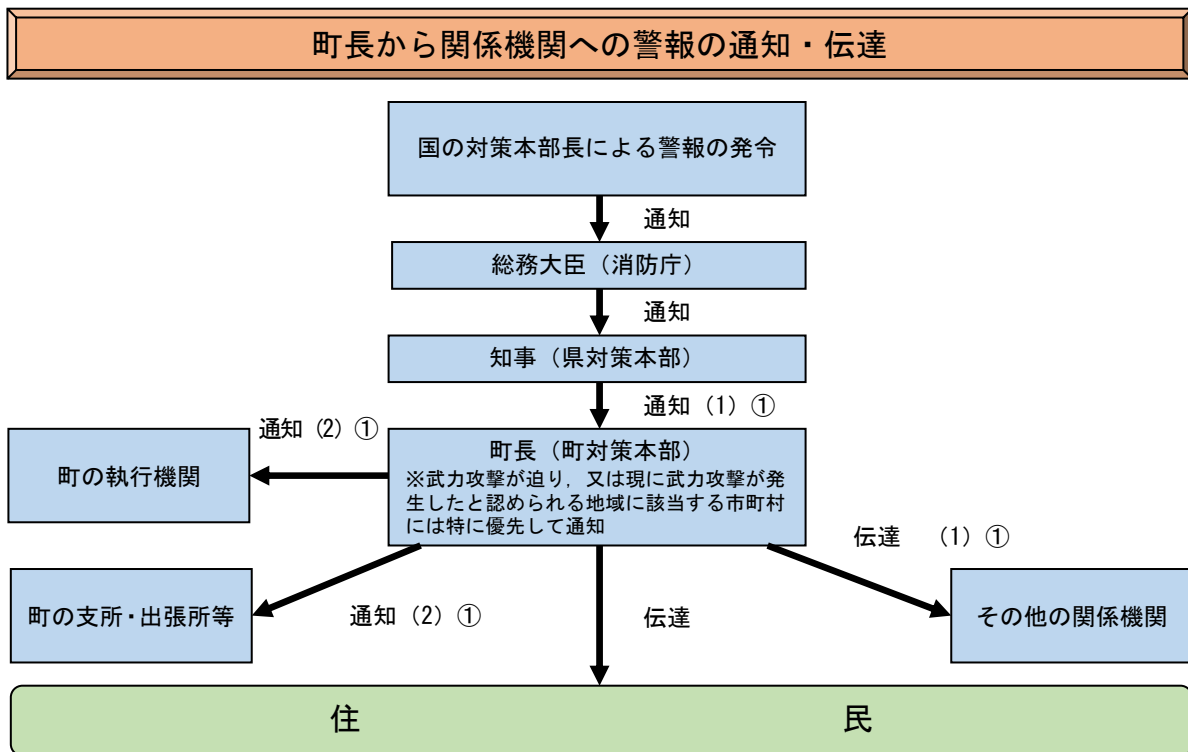 町長から関係機関への警報の通知・伝達
国の対策本部長による警報の発令
通知
総務大臣（消防庁）
通知
知事（県対策本部）
通知（1）①
通知（2）①
町の執行機関
町長（町対策本部）
※武力攻撃が迫り，又は現に武力攻撃が発
生したと認められる地域に該当する市町村
には特に優先して通知
伝達　（1）①
町の支所・出張所等
通知（2）①
伝達
その他の関係機関
住　民